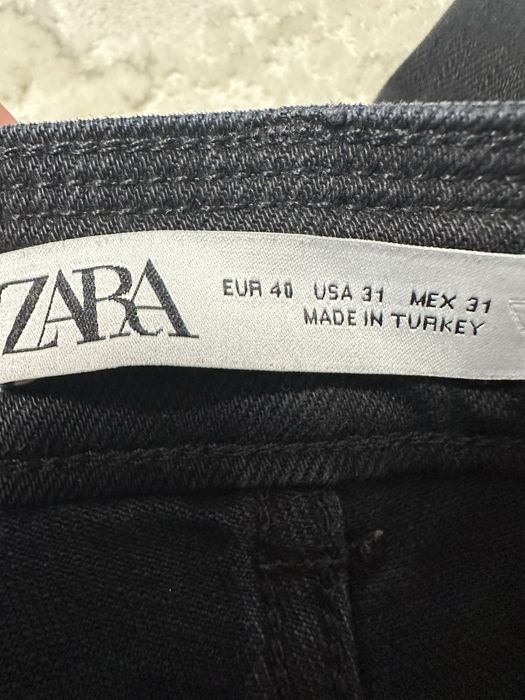 ZARA
EUR 40 USA 31 MEX 31
MADE IN TURKEY